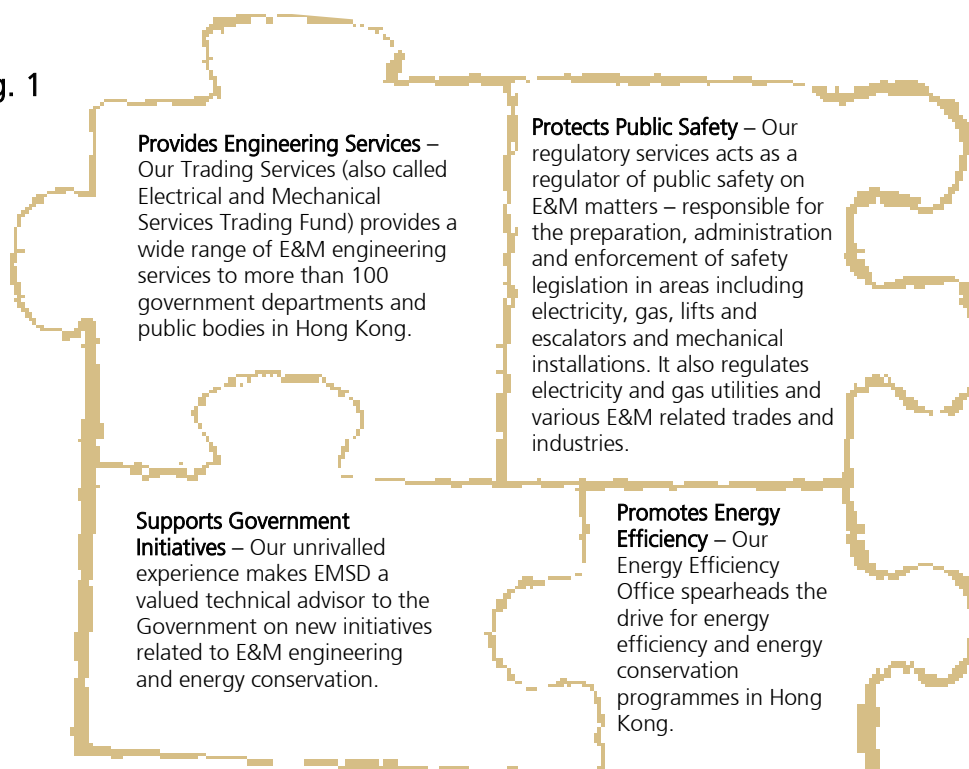 g. 1
Provides Engineering Services –
Our Trading Services (also called
Electrical and Mechanical
Services Trading Fund) provides a
wide range of E&M engineering
services to more than 100
government departments and
public bodies in Hong Kong.
Protects Public Safety – Our
regulatory services acts as a
regulator of public safety on
E&M matters – responsible for
the preparation, administration
and enforcement of safety
legislation in areas including
electricity, gas, lifts and
escalators and mechanical
installations. It also regulates
electricity and gas utilities and
various E&M related trades and
industries.
Supports Government
Initiatives – Our unrivalled
experience makes EMSD a
valued technical advisor to the
Government on new initiatives
related to E&M engineering
and energy conservation.
Promotes Energy
Efficiency – Our
Energy Efficiency
Office spearheads the
drive for energy
efficiency and energy
conservation
programmes in Hong
Kong.